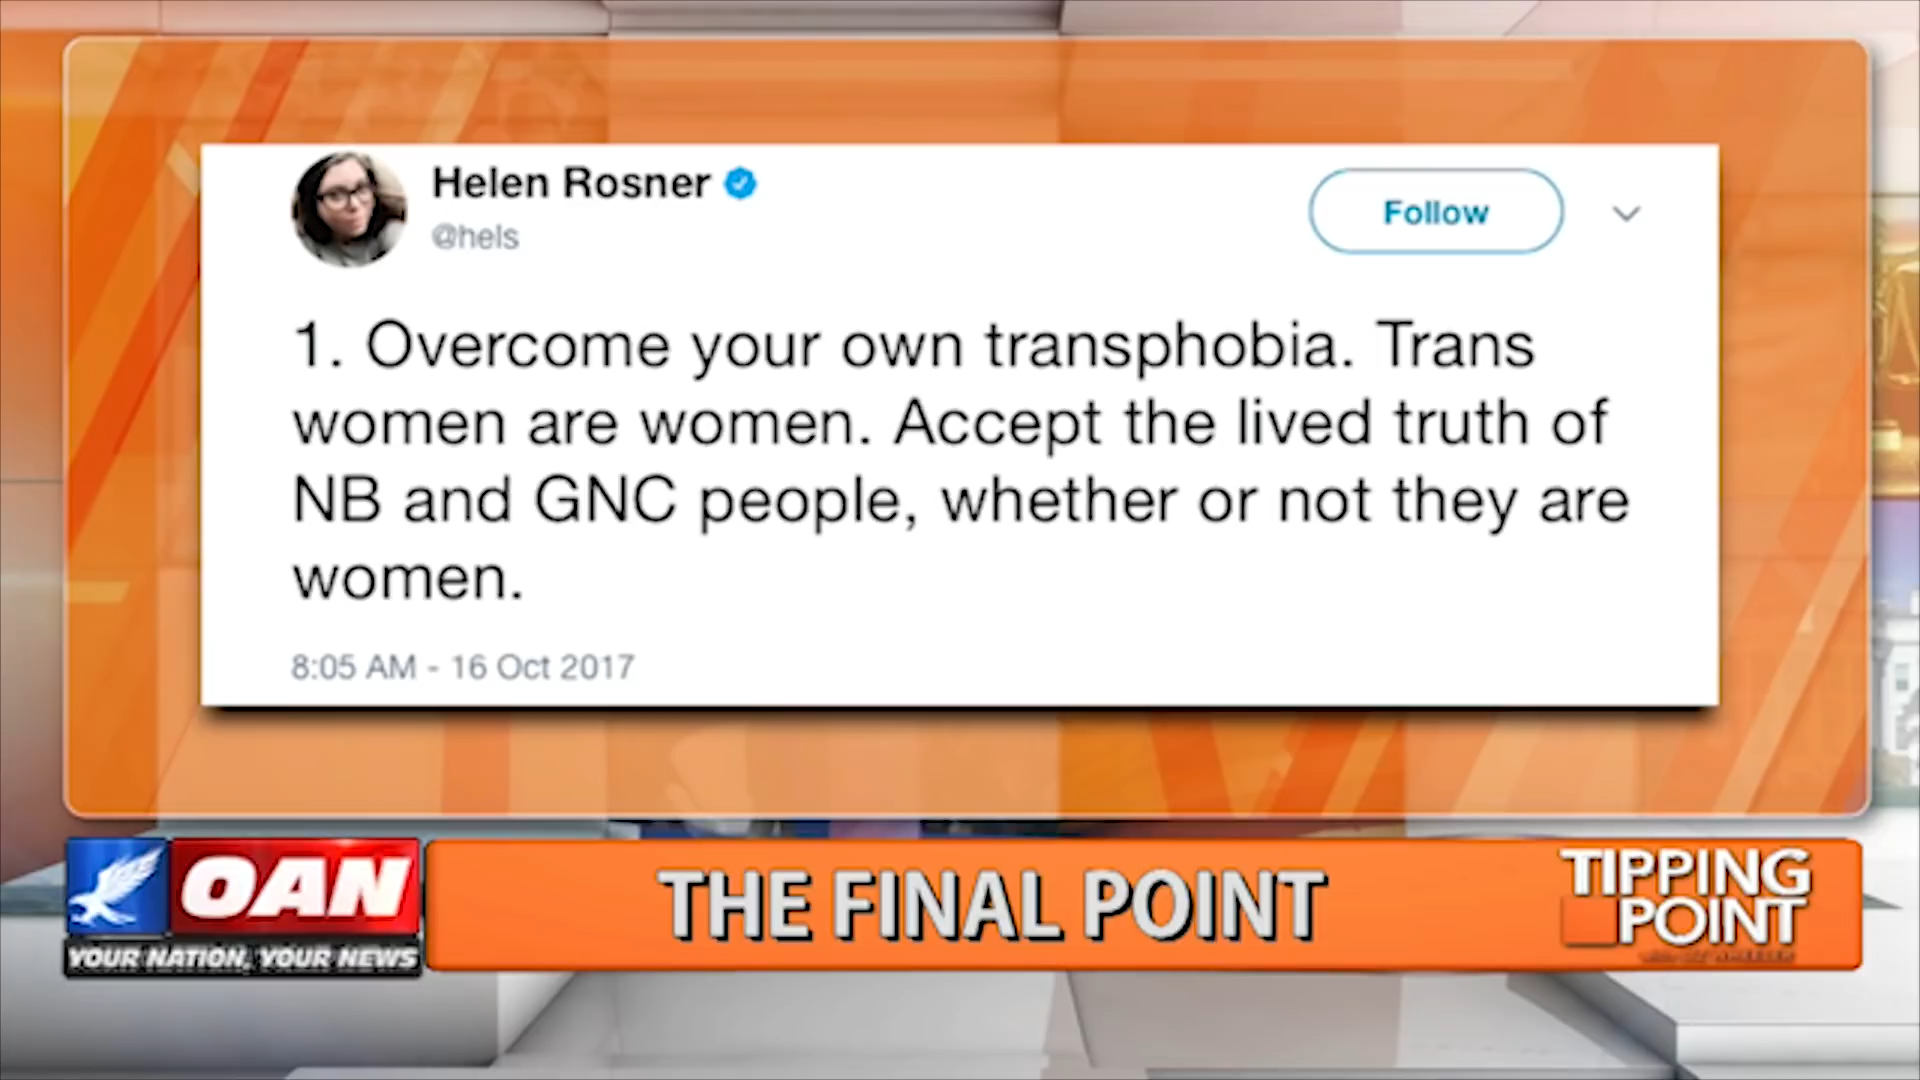 Helen Rosner
@hels
Follow
1. Overcome your own transphobia. Trans
women are women. Accept the lived truth of
NB and GNC people, whether or not they are
women.
8:05 AM - 16 Oct 2017
OAN
YOUR NATION, YOUR NEWS
THE FINAL POINT
TIPPING
POINT